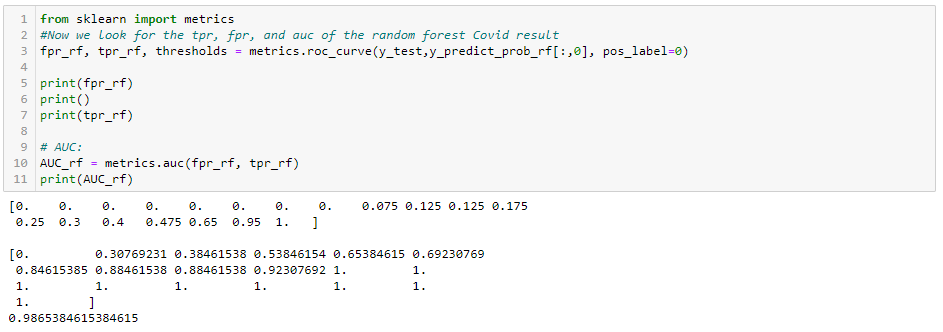 1 from sklearn import metrics
2 #Now we look for the tpr, fpr, and auc of the random forest Covid result
3 fpr_rf, tpr_rf, thresholds = metrics.roc_curve(y_test,y_predict_prob_rf[:,0], pos_label=0)
4
5 print(fpr_rf)
6 print()
7 print(tpr_rf)
8
9 # AUC:
10 AUC_rf = metrics.auc(fpr_rf, tpr_rf)
11 print(AUC_rf)
[0.    0.    0.    0.    0.    0.    0.    0.    0.075 0.125 0.125 0.175
 0.25  0.3   0.4   0.475 0.65  0.95  1.   ]
[0.         0.30769231 0.38461538 0.53846154 0.65384615 0.69230769
 0.84615385 0.88461538 0.88461538 0.92307692 1.         1.
 1.         1.         1.         1.         1.         1.
 1.        ]
0.9865384615384615